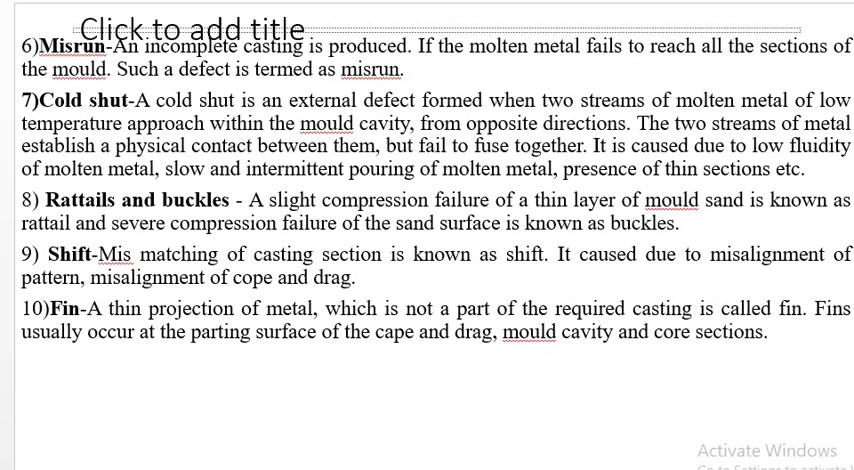 Click to add title
6)Misrun-An incomplete casting is produced. If the molten metal fails to reach all the sections of
the mould. Such a defect is termed as misrun.
7)Cold shut-A cold shut is an external defect formed when two streams of molten metal of low
temperature approach within the mould cavity, from opposite directions. The two streams of metal
establish a physical contact between them, but fail to fuse together. It is caused due to low fluidity
of molten metal, slow and intermittent pouring of molten metal, presence of thin sections etc.
8) Rattails and buckles - A slight compression failure of a thin layer of mould sand is known as
rattail and severe compression failure of the sand surface is known as buckles.
9) Shift-Mis matching of casting section is known as shift. It caused due to misalignment of
pattern, misalignment of cope and drag.
10)Fin-A thin projection of metal, which is not a part of the required casting is called fin. Fins
usually occur at the parting surface of the cape and drag, mould cavity and core sections.
Activate Windows
Go to Settings to activate